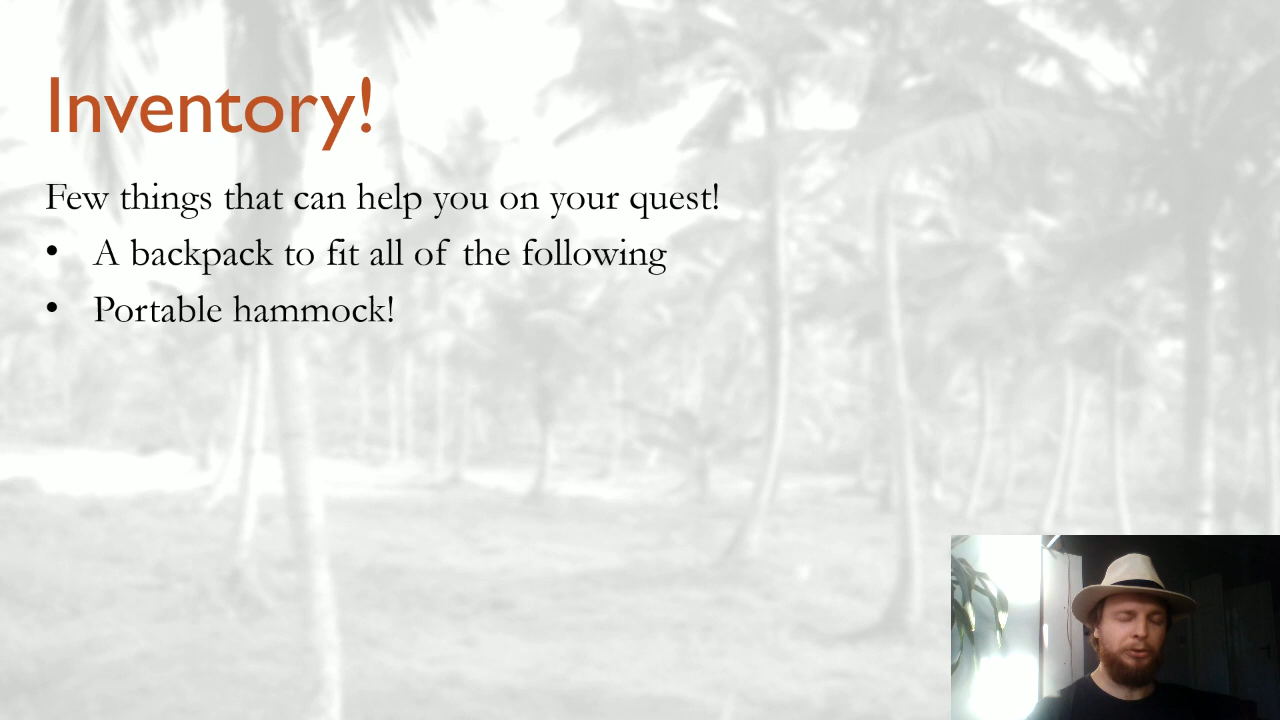 Inventory!
Few things that can help you on your quest!
• A backpack to fit all of the following
• Portable hammock!